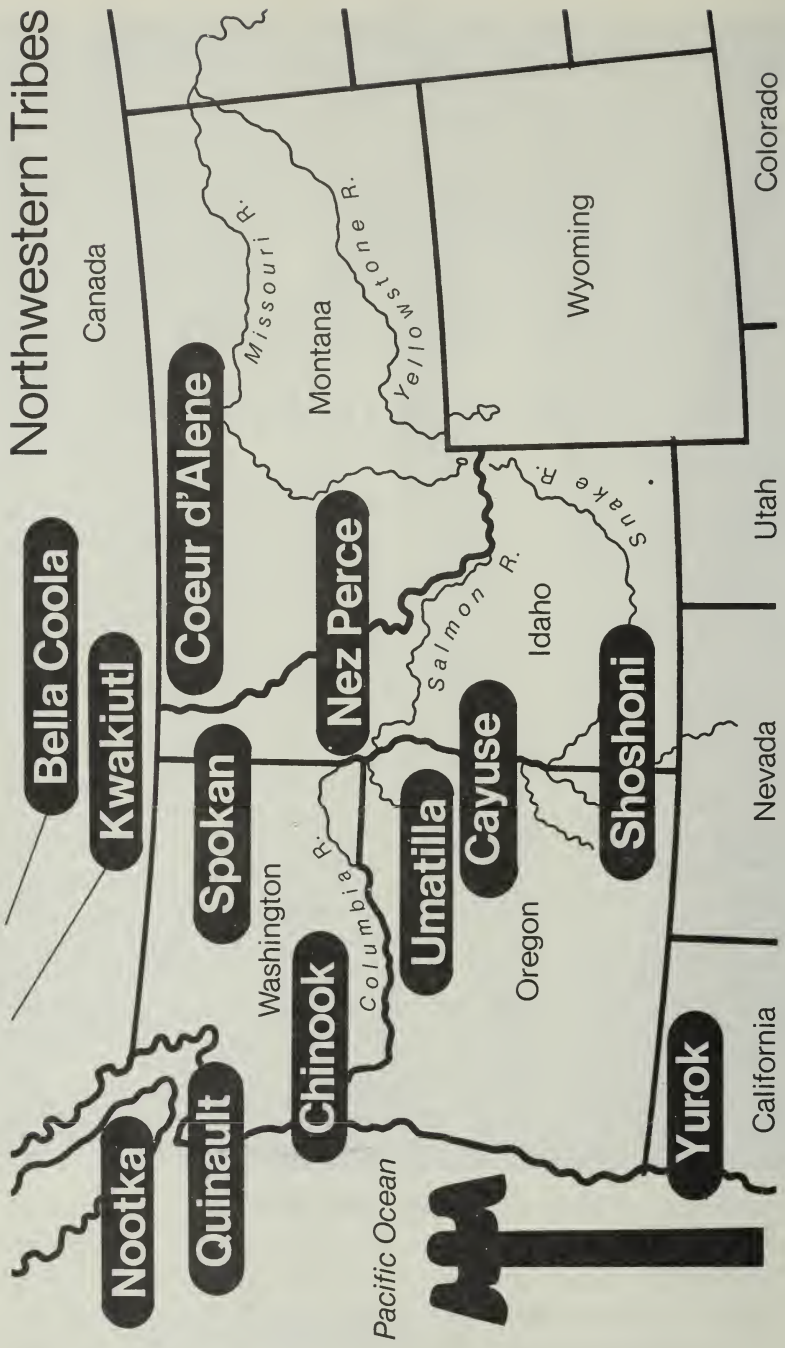 Northwestern Tribes
Canada
Bella Coola
Kwakiutl
Nootka
Quinault
Spokan
Coeur d'Alene
Washington
Chinook
Columbia R.
Nez Perce
Missouri R.
Montana
Yellowstone R.
Pacific Ocean
Umatilla
Cayuse
Salmon R.
Oregon
Idaho
Snake R.
Wyoming
Shoshoni
Yurok
California
Nevada
Utah
Colorado